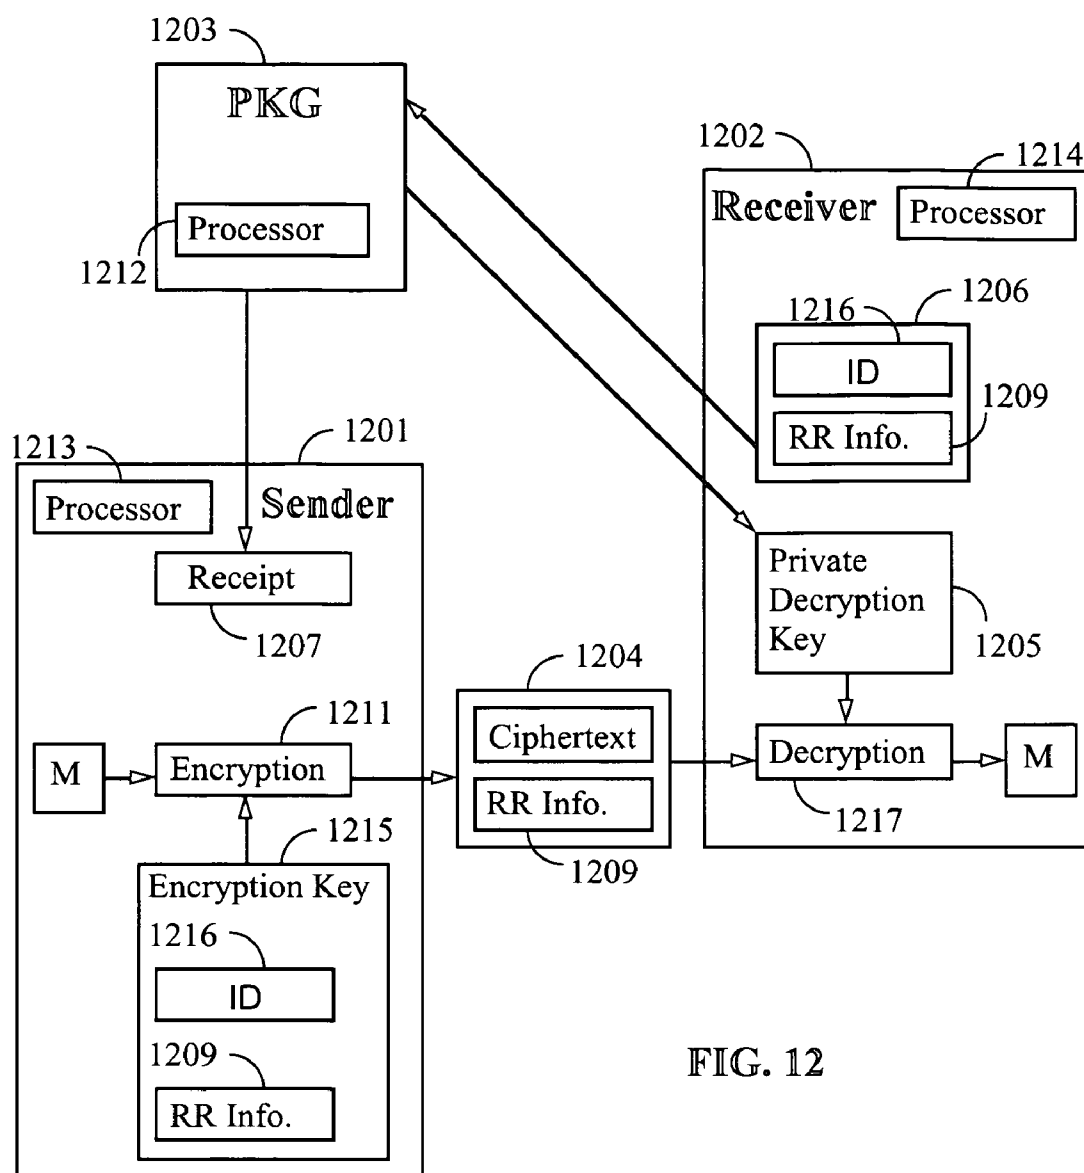 1203
PKG
Processor
1212
1202
1214
Receiver
Processor
1206
1216
ID
1209
RR Info.
1213
1201
Processor
Sender
Receipt
1207
Private
Decryption
Key
1205
1204
1211
M
Encryption
Ciphertext
RR Info.
1209
Decryption
1217
M
1215
Encryption Key
1216
ID
1209
RR Info.
FIG. 12